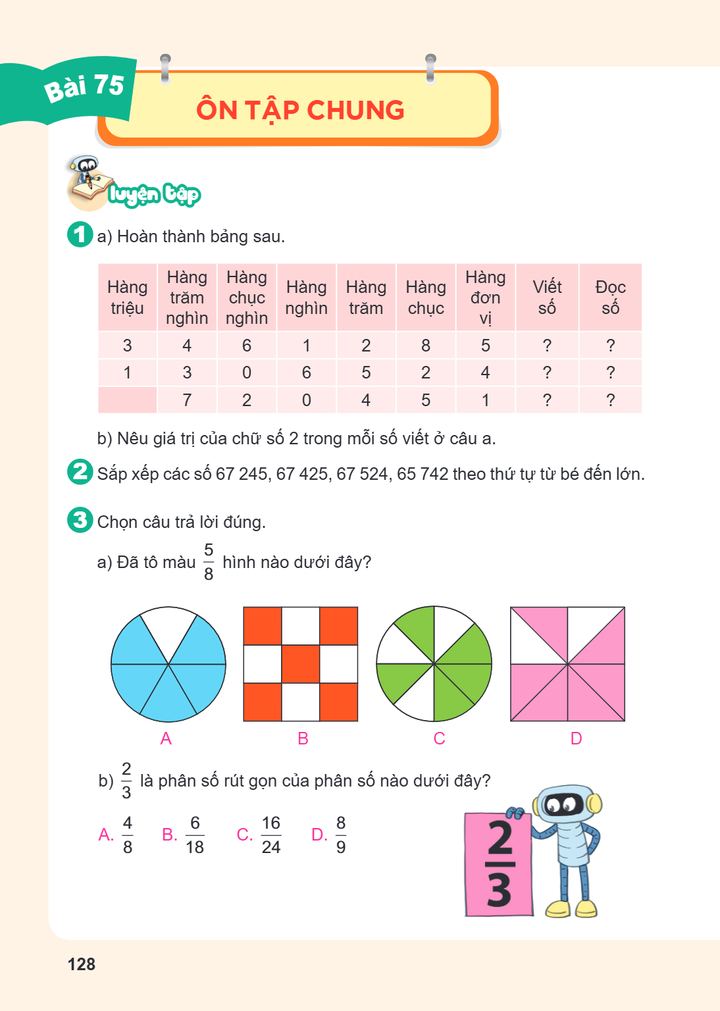 Bài 75
ÔN TẬP CHUNG
luyện tập
1 a) Hoàn thành bảng sau.
Hàng triệu Hàng trăm nghìn Hàng chục nghìn Hàng nghìn Hàng trăm Hàng chục Hàng đơn vị Viết số Đọc số
3 4 6 1 2 8 5 ? ?
1 3 0 6 5 2 4 ? ?
7 2 0 4 5 1 ? ?
b) Nêu giá trị của chữ số 2 trong mỗi số viết ở câu a.
2 Sắp xếp các số 67 245, 67 425, 67 524, 65 742 theo thứ tự từ bé đến lớn.
3 Chọn câu trả lời đúng.
a) Đã tô màu 5/8 hình nào dưới đây?
A B C D
b) 2/3 là phân số rút gọn của phân số nào dưới đây?
A. 4/8 B. 6/18 C. 16/24 D. 8/9
2/3
128